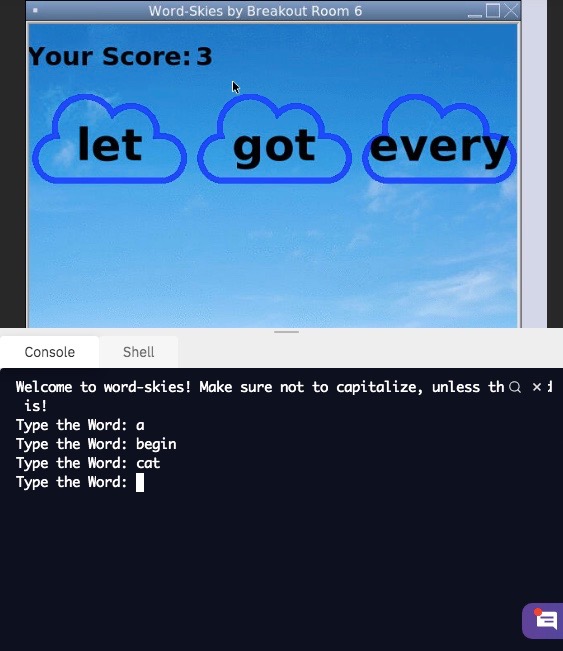 Word-Skies by Breakout Room 6
Your Score: 3
let got every
Console Shell
Welcome to word-skies! Make sure not to capitalize, unless th
is!
Type the Word: a
Type the Word: begin
Type the Word: cat
Type the Word: